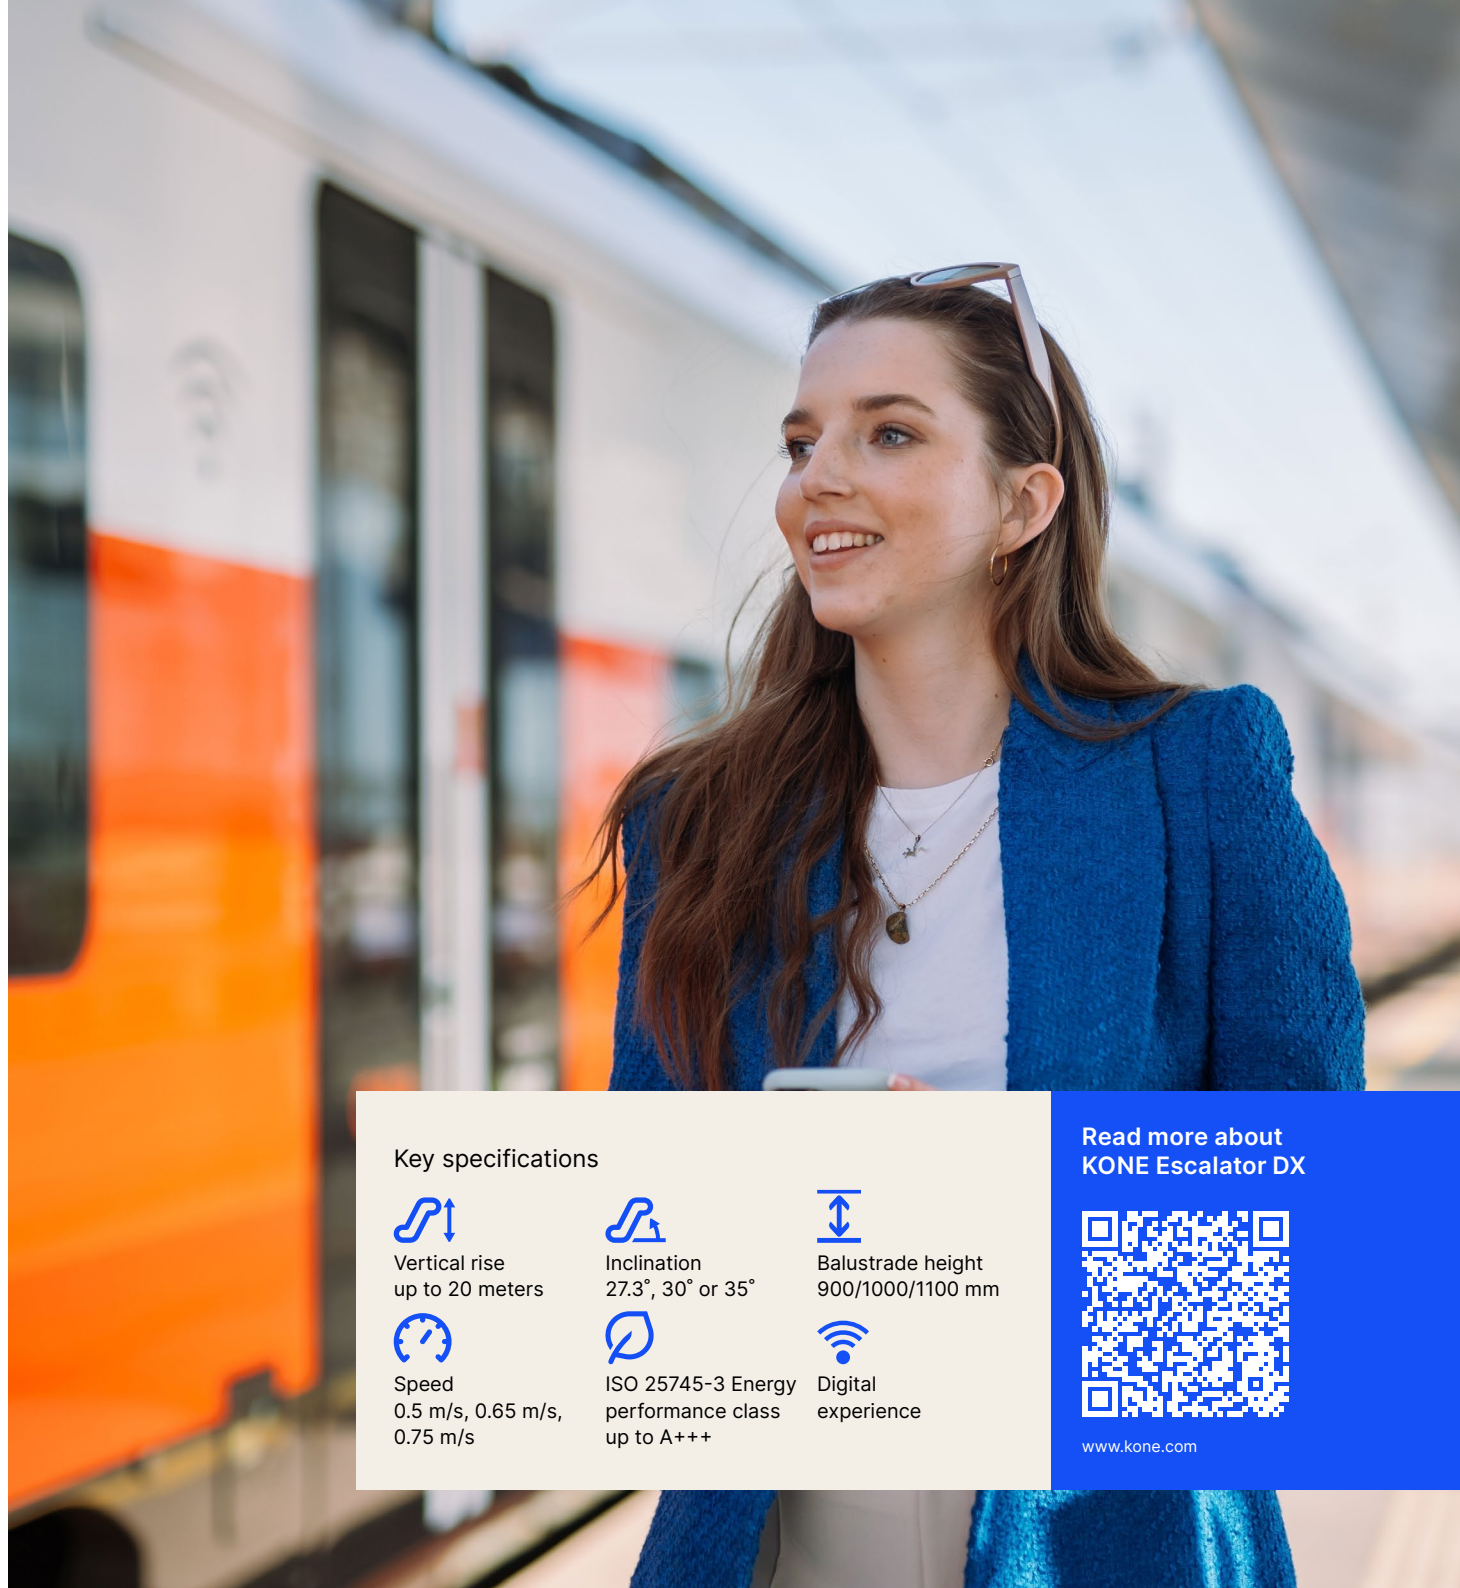 Key specifications
Vertical rise
up to 20 meters
Inclination
27.3˚, 30˚ or 35˚
Balustrade height
900/1000/1100 mm
Speed
0.5 m/s, 0.65 m/s,
0.75 m/s
ISO 25745-3 Energy
performance class
up to A+++
Digital
experience
Read more about
KONE Escalator DX
www.kone.com